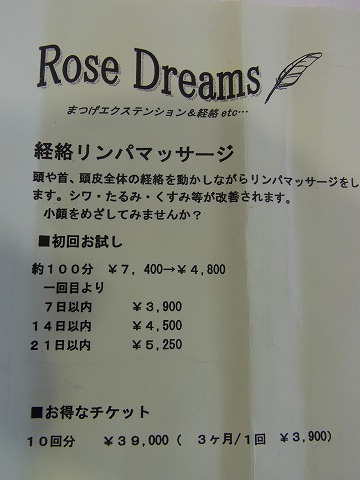 Rose Dreams
まつげエクステンション&経絡 etc…
経絡リンパマッサージ
頭や首、頭皮全体の経絡を動かしながらリンパマッサージをし
ます。シワ・たるみ・くすみ等が改善されます。
小顔をめざしてみませんか？
■初回お試し
約１００分 ￥７，４００→￥４,８００
一回目より
７日以内 ￥３,９００
１４日以内 ￥４,５００
２１日以内 ￥５,２５０
■お得なチケット
１０回分 ￥３９,０００（ ３ヶ月/１回 ￥３,９００）